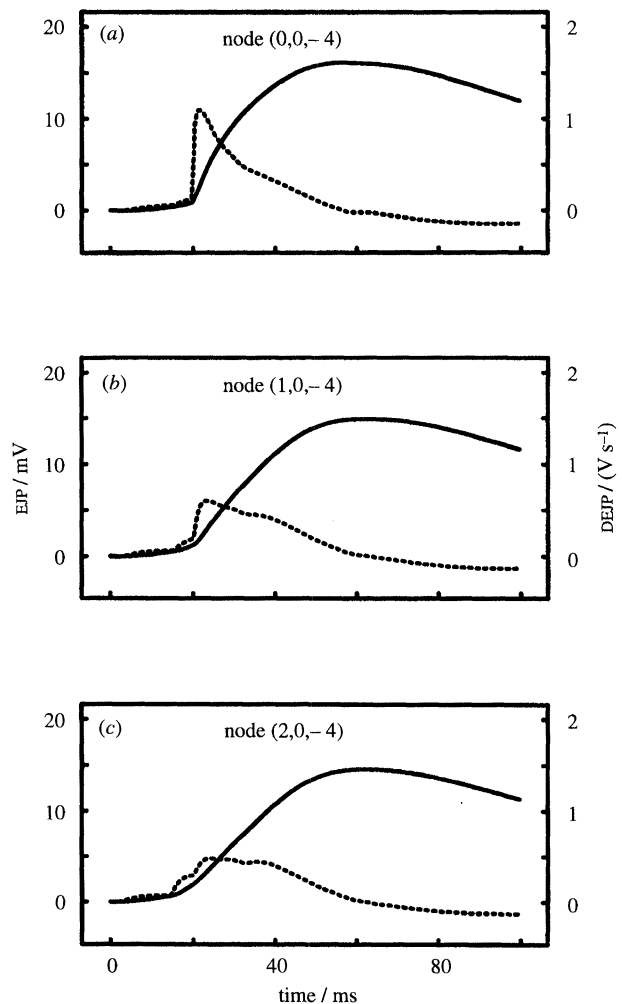 20
2
(a)
node (0,0,– 4)
10
1
0
0
20
2
(b)
node (1,0,– 4)
10
1
EJP / mV
DEJP / (V s⁻¹)
0
0
20
2
(c)
node (2,0,– 4)
10
1
0
0
0
40
80
time / ms